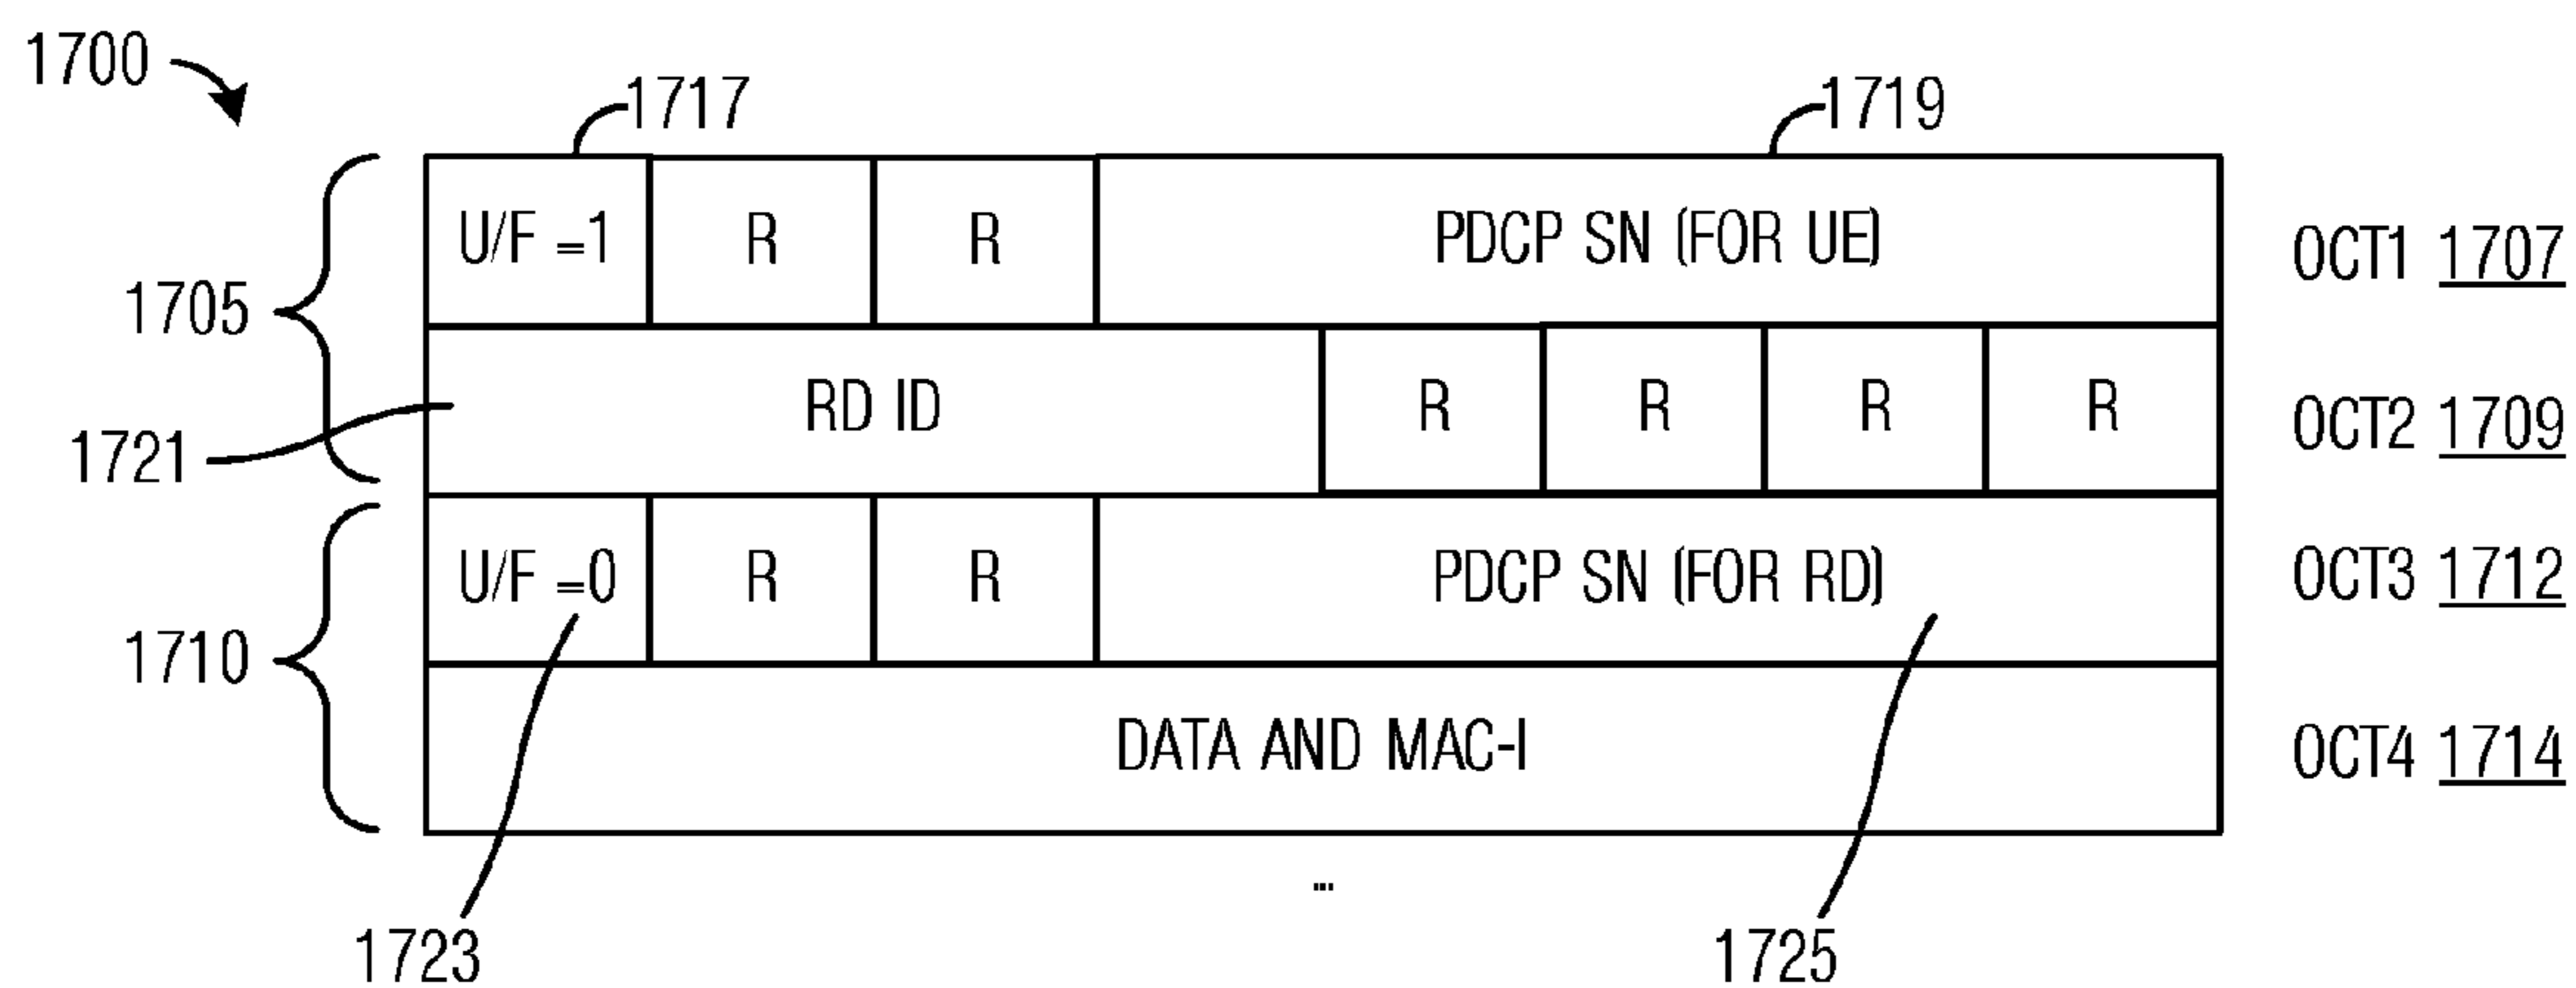 1700
1717
1719
U/F =1 R R PDCP SN (FOR UE) OCT1 1707
1705
RD ID R R R R OCT2 1709
1721
U/F =0 R R PDCP SN (FOR RD) OCT3 1712
1710
DATA AND MAC-I OCT4 1714
...
1723
1725